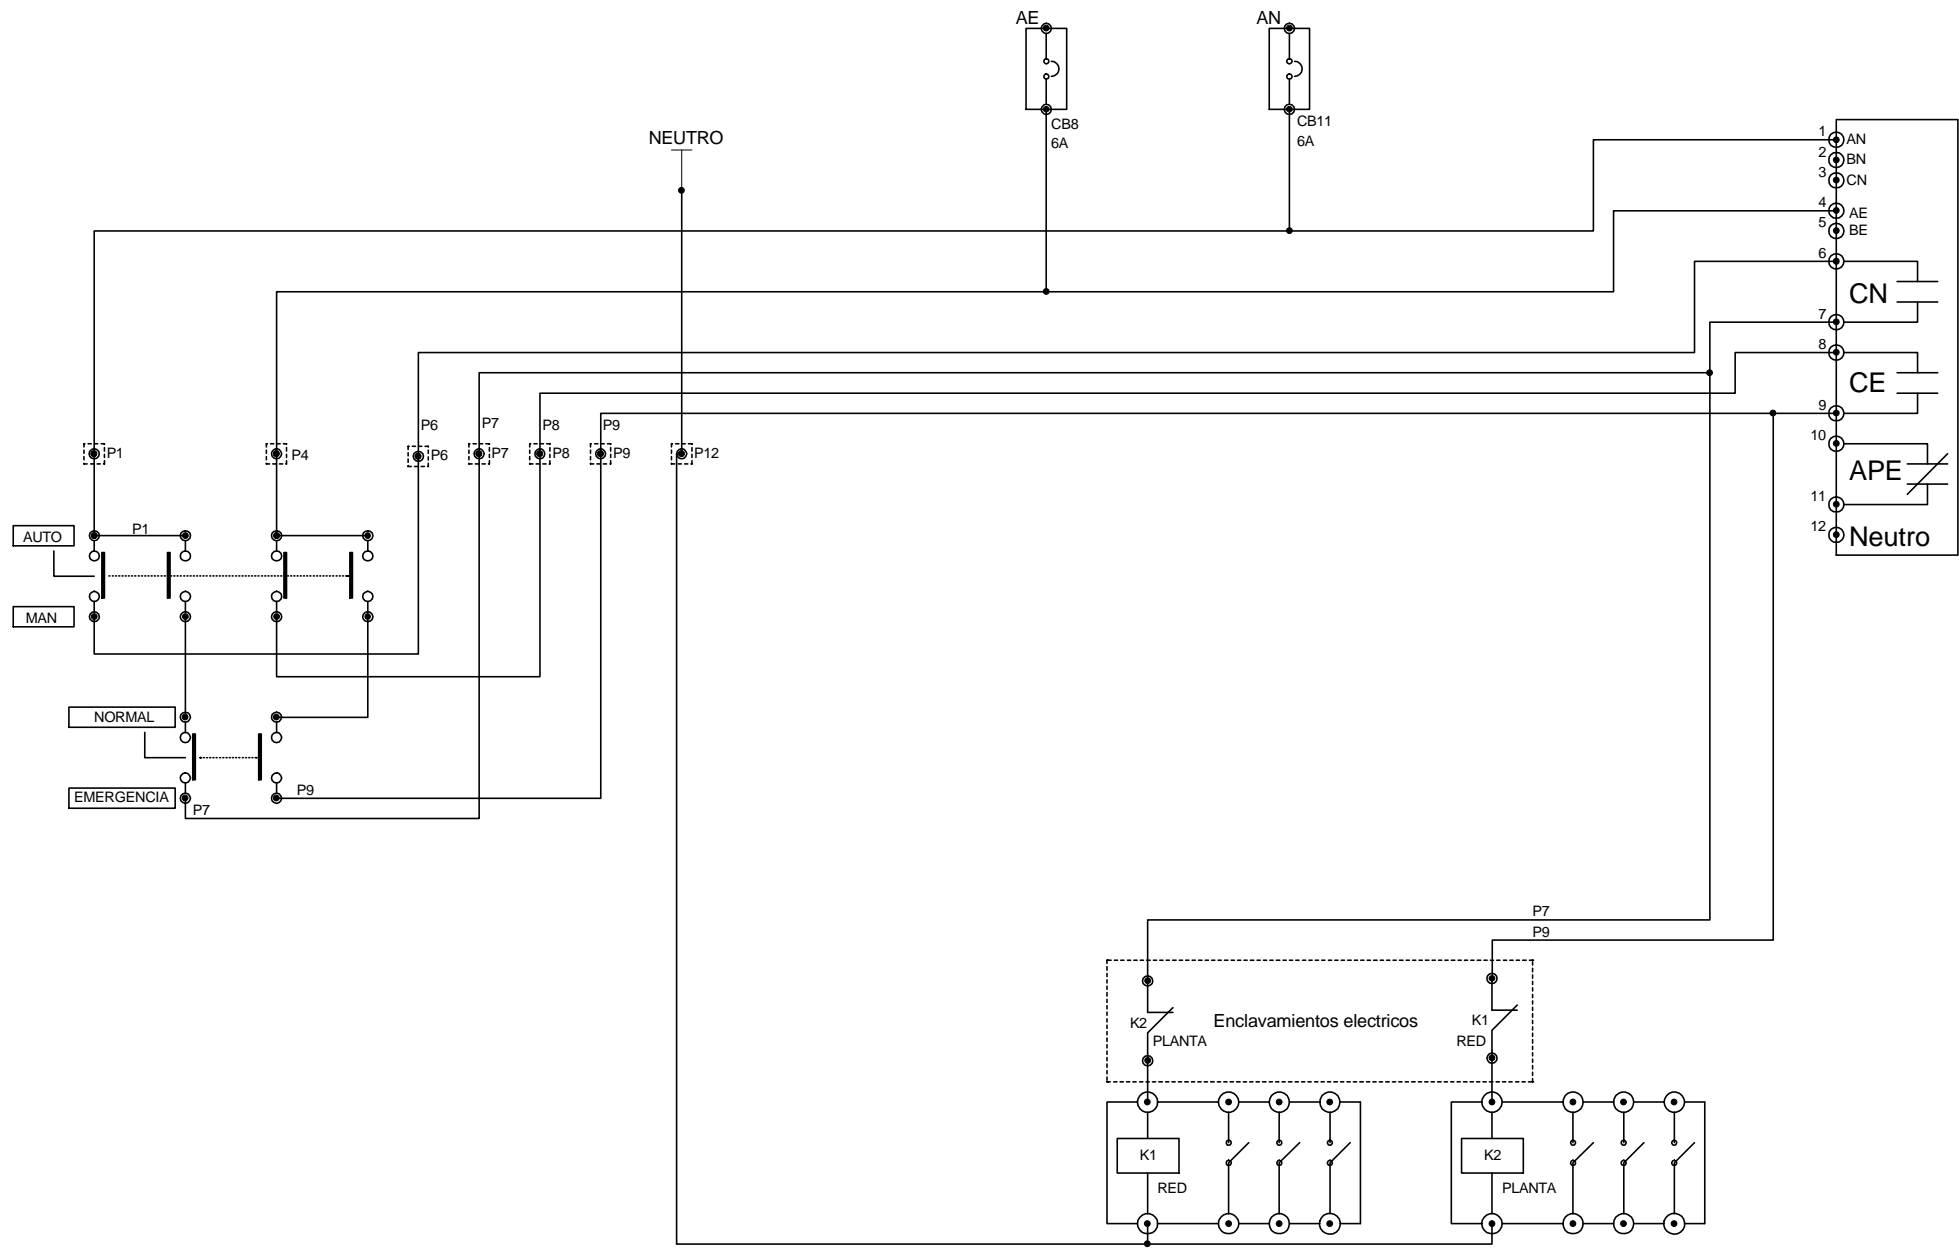 AE
AN
CB8
6A
CB11
6A
NEUTRO
1
AN
2
BN
3
CN
4
AE
5
BE
6
CN
7
8
CE
9
10
APE
11
12
Neutro
P6
P7
P8
P9
P1
P4
P6
P7
P8
P9
P12
AUTO
P1
MAN
NORMAL
EMERGENCIA
P7
P9
P7
P9
K2
PLANTA
Enclavamientos electricos
K1
RED
K1
RED
K2
PLANTA